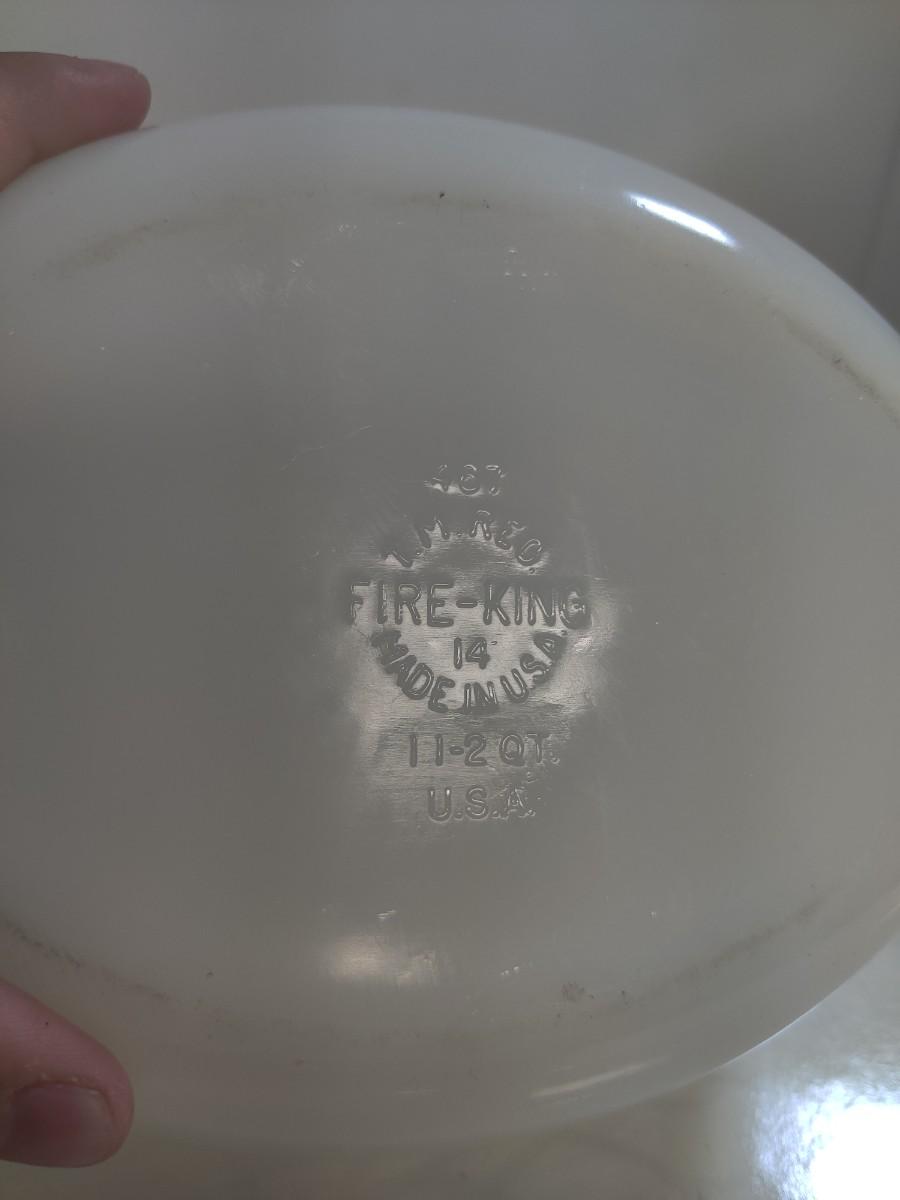 467
T.M.REG.
FIRE-KING
14
MADE IN U.S.A.
1 1-2 QT.
U.S.A.